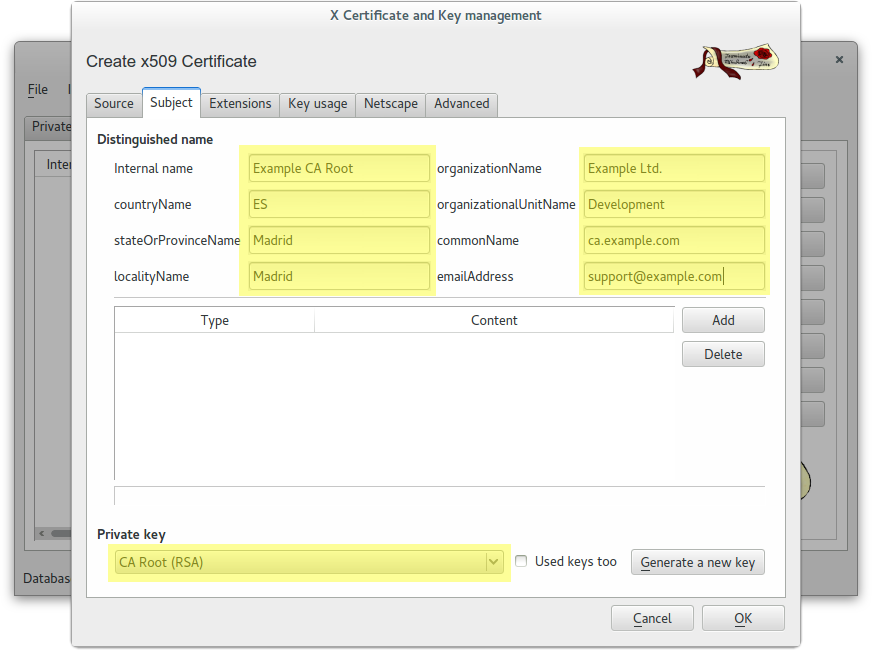 X Certificate and Key management
Create x509 Certificate
File
Private
Inter
Databas
Source Subject Extensions Key usage Netscape Advanced
Distinguished name
Internal name Example CA Root organizationName Example Ltd.
countryName ES organizationalUnitName Development
stateOrProvinceName Madrid commonName ca.example.com
localityName Madrid emailAddress support@example.com
Type Content Add
Delete
Private key
CA Root (RSA) Used keys too Generate a new key
Cancel OK